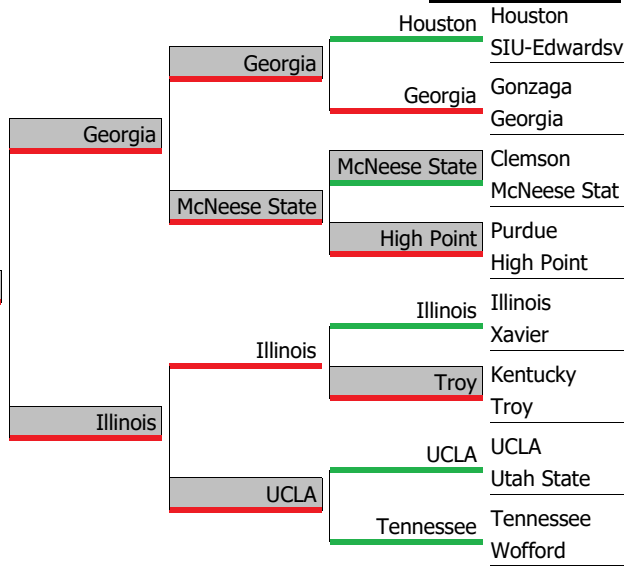 Houston
Houston
SIU-Edwardsv
Georgia
Georgia
Gonzaga
Georgia
Georgia
McNeese State
Clemson
McNeese Stat
McNeese State
High Point
Purdue
High Point
Illinois
Illinois
Xavier
Illinois
Troy
Kentucky
Troy
Illinois
UCLA
UCLA
Utah State
UCLA
Tennessee
Tennessee
Wofford